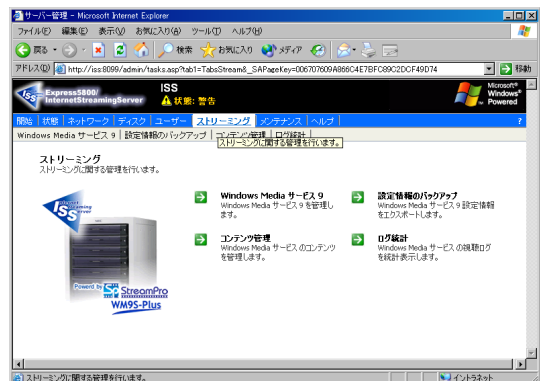 サーバー管理 - Microsoft Internet Explorer
ファイル(F) 編集(E) 表示(V) お気に入り(A) ツール(T) ヘルプ(H)
戻る 検索 お気に入り メディア
アドレス(D) http://iss:8099/admin/tasks.asp?tab1=TabsStream&_SAPageKey=006707609A866C4E7BFC89C2DCF49D74 移動
Express5800/
InternetStreamingServer
ISS
状態: 警告
Microsoft®
Windows®
Powered
開始 状態 ネットワーク ディスク ユーザー ストリーミング メンテナンス ヘルプ ?
Windows Media サービス 9 設定情報のバックアップ コンテンツ管理 ログ統計
ストリーミングに関する管理を行います。
ストリーミング
ストリーミングに関する管理を行います。
Internet
Streaming
Server
ISS
Powered by Sp StreamPro
WM9S-Plus
Windows Media サービス 9
Windows Media サービス 9 を管理し
ます。
設定情報のバックアップ
Windows Media サービス 9 設定情報
をエクスポートします。
コンテンツ管理
Windows Media サービス のコンテンツ
を管理します。
ログ統計
Windows Media サービス の視聴ログ
を統計表示します。
ストリーミングに関する管理を行います。
イントラネット